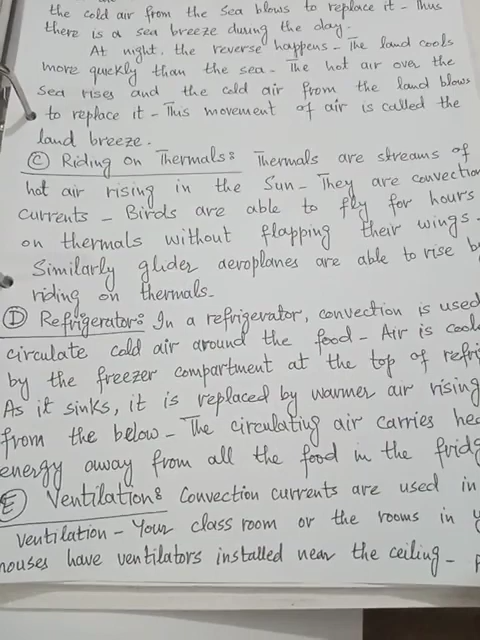 the cold air from the sea blows to replace it - Thus
there is a sea breeze during the day.
At night, the reverse happens - The land cools
more quickly than the sea - The hot air over the
sea rises and the cold air from the land blows
to replace it - This movement of air is called the
land breeze.
Ⓒ Riding on Thermals: Thermals are streams of
hot air rising in the Sun - They are convection
currents - Birds are able to fly for hours
on thermals without flapping their wings -
Similarly glider aeroplanes are able to rise b
riding on thermals -
Ⓓ Refrigerator: In a refrigerator, convection is used
circulate cold air around the food - Air is cool
by the freezer compartment at the top of refri
As it sinks, it is replaced by warmer air rising
from the below - The circulating air carries hea
energy away from all the food in the fridg
Ⓔ Ventilation: Convection currents are used in
ventilation - Your class room or the rooms in y
houses have ventilators installed near the ceiling -